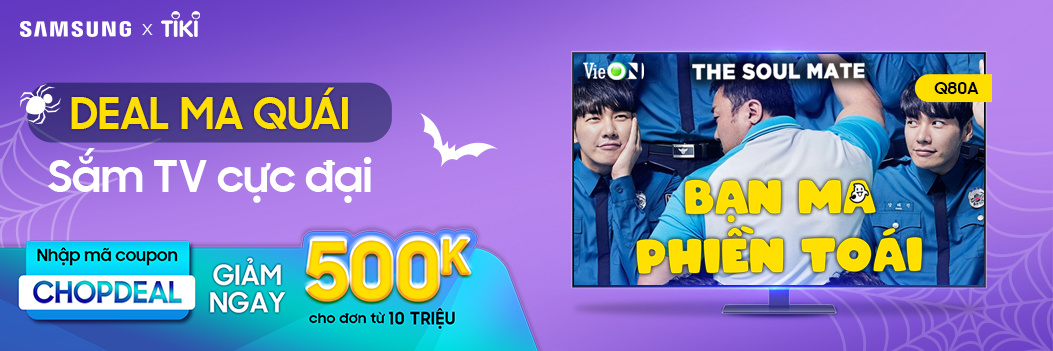 SAMSUNG x TIKI
DEAL MA QUÁI
Sắm TV cực đại
Nhập mã coupon
CHOPDEAL
GIẢM
NGAY
500K
cho đơn từ 10 TRIỆU
VieON
THE SOUL MATE
Q80A
BẠN MA
PHIỀN TOÁI